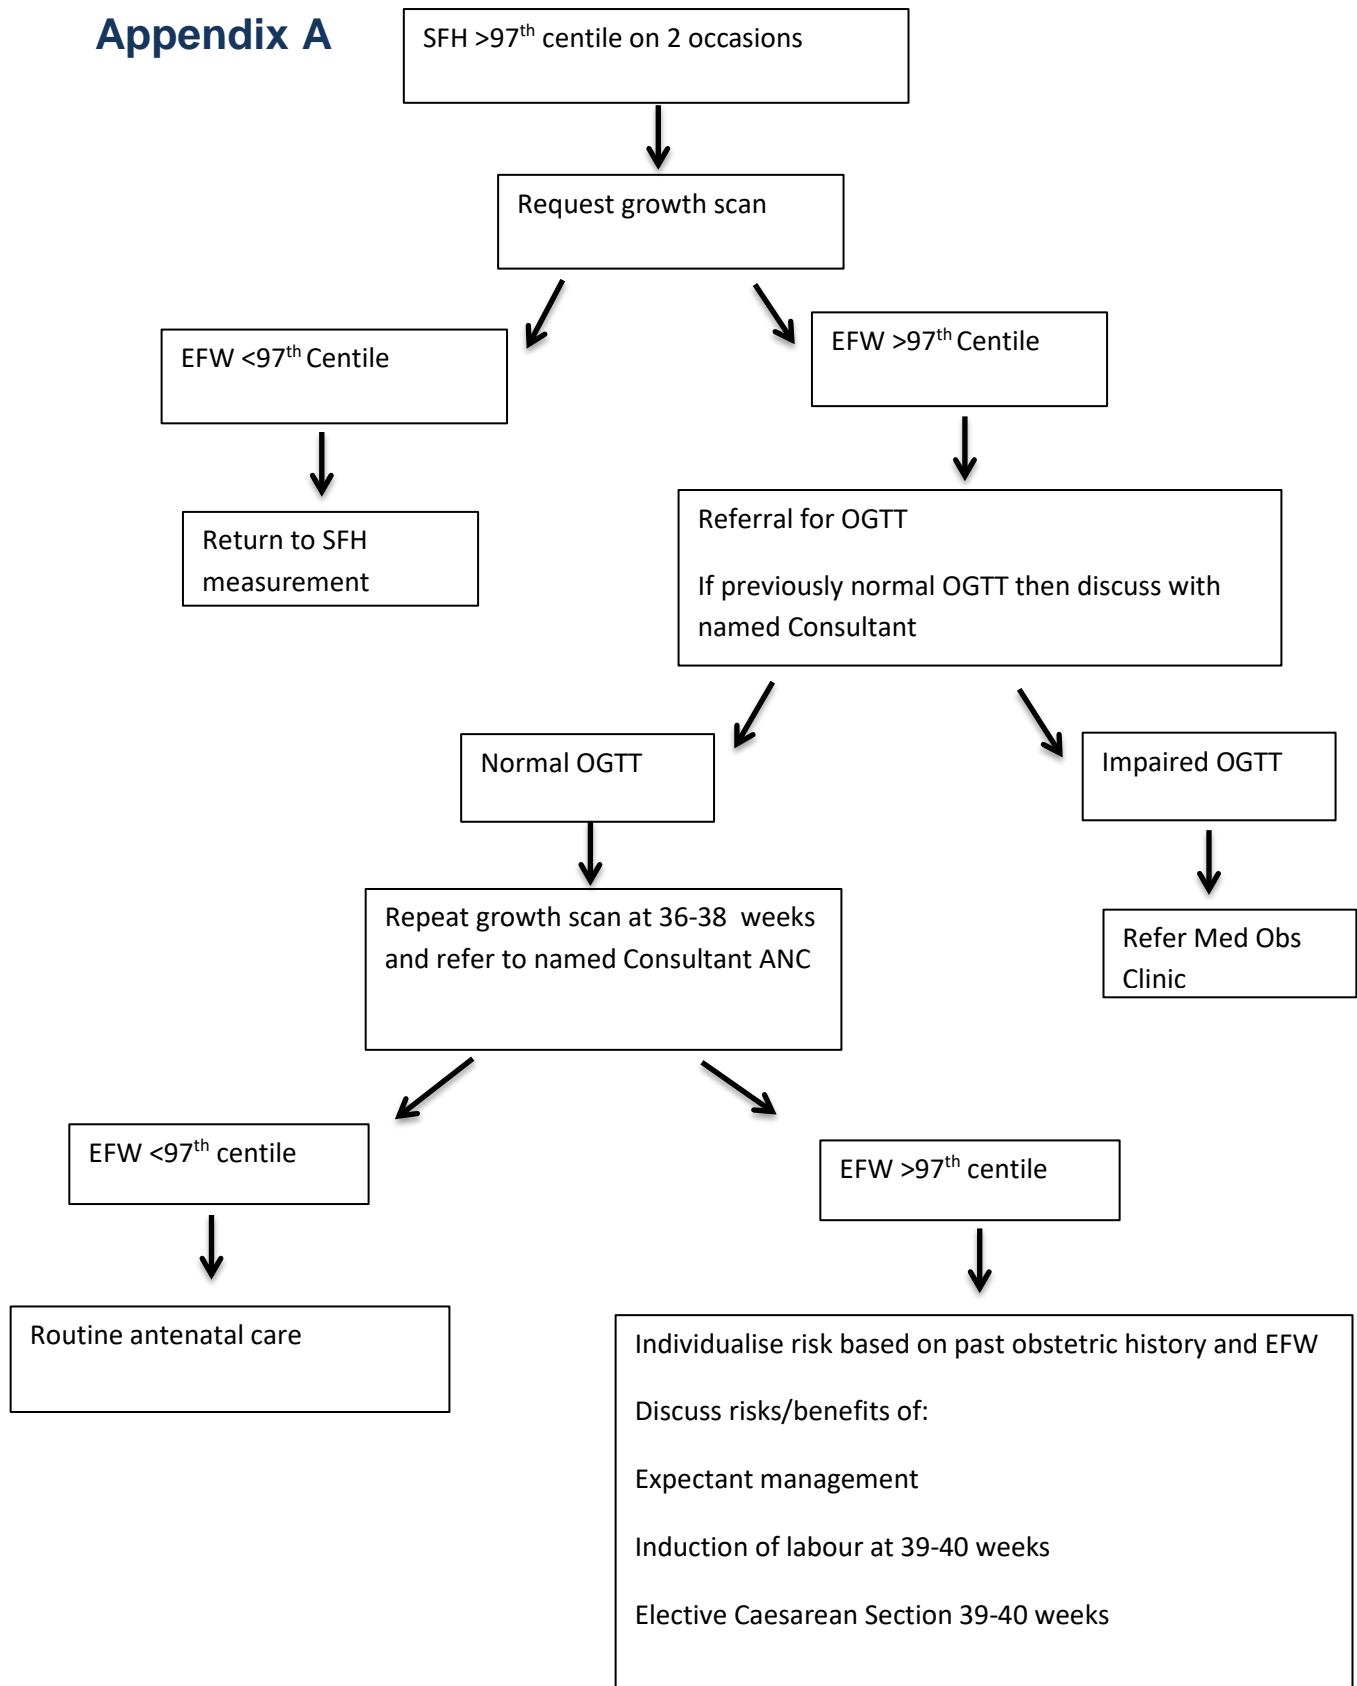 Appendix A
SFH >97th centile on 2 occasions
Request growth scan
EFW <97th Centile
EFW >97th Centile
Return to SFH
measurement
Referral for OGTT
If previously normal OGTT then discuss with
named Consultant
Normal OGTT
Impaired OGTT
Repeat growth scan at 36-38 weeks
and refer to named Consultant ANC
Refer Med Obs
Clinic
EFW <97th centile
EFW >97th centile
Routine antenatal care
Individualise risk based on past obstetric history and EFW
Discuss risks/benefits of:
Expectant management
Induction of labour at 39-40 weeks
Elective Caesarean Section 39-40 weeks